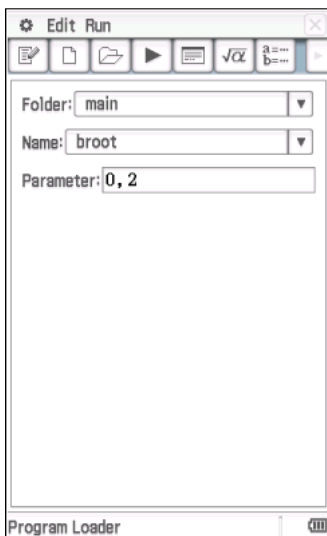 Edit Run
√α a=… b=…
Folder: main
Name: broot
Parameter: 0,2
Program Loader